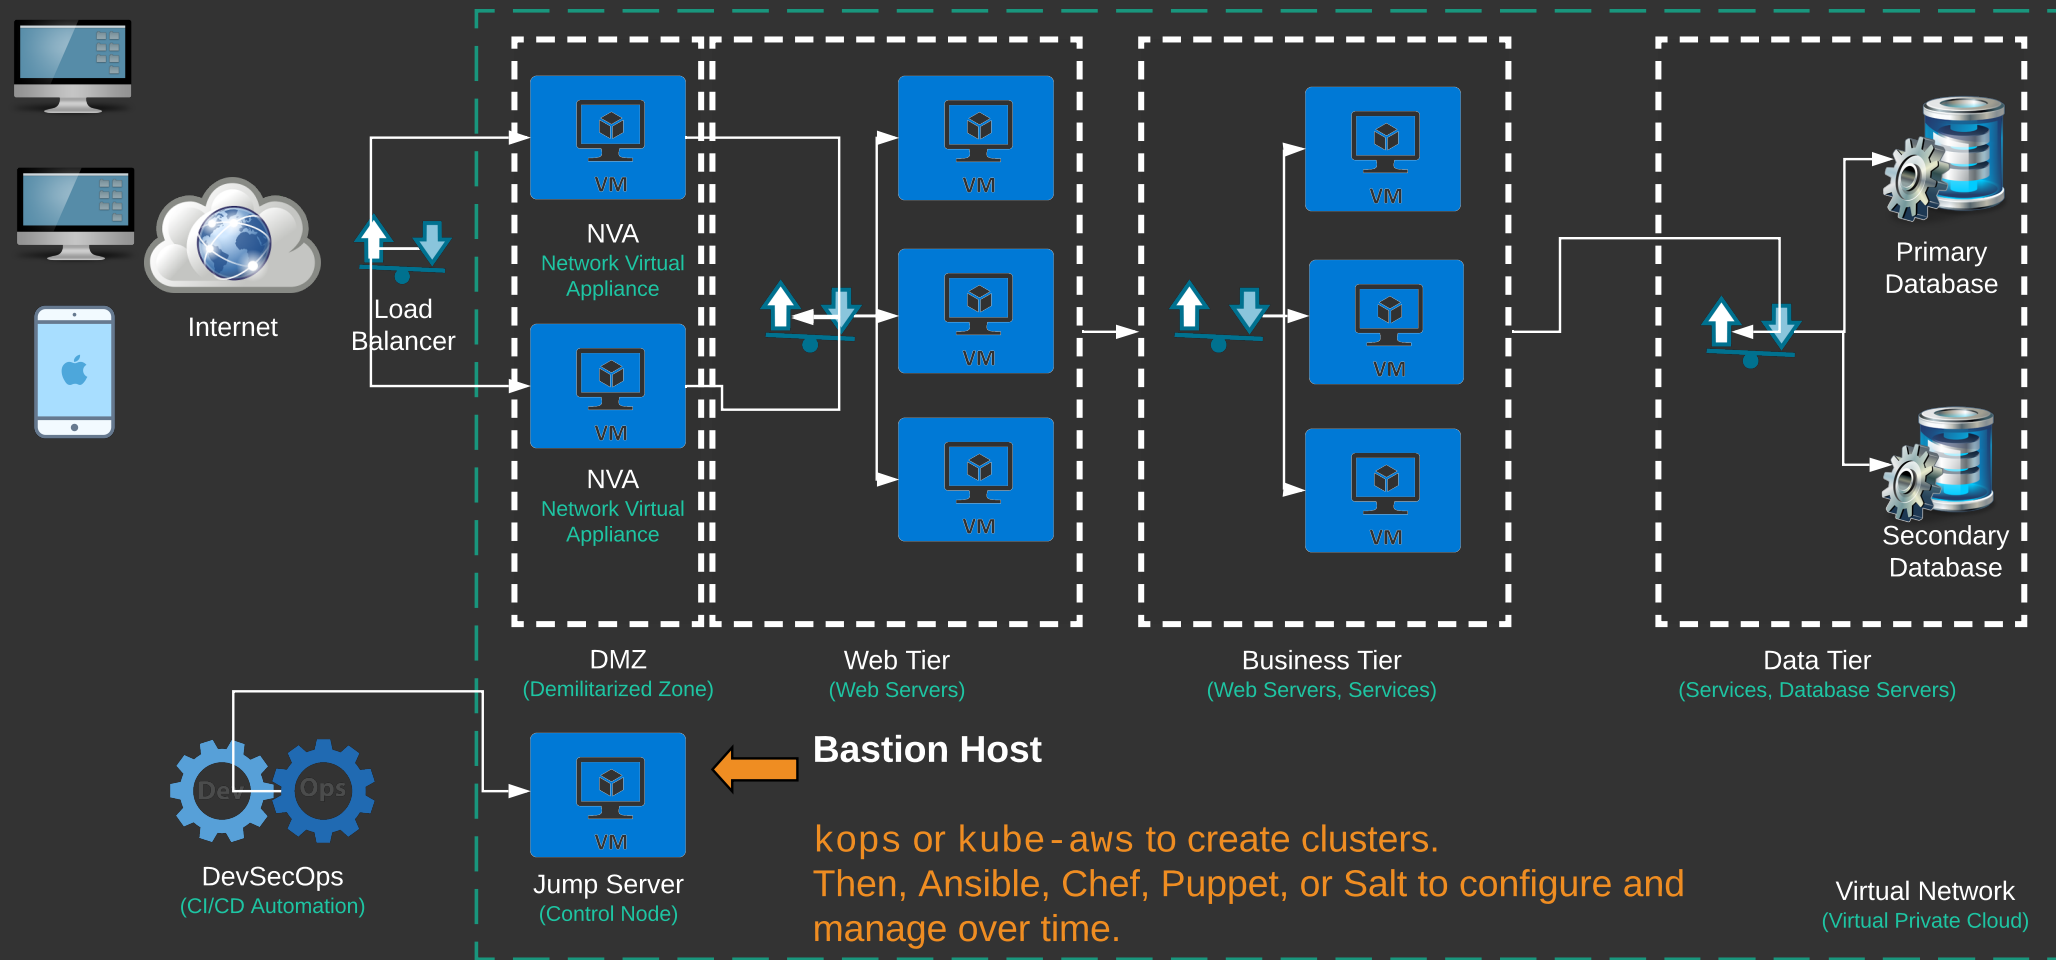 VM
NVA
Network Virtual
Appliance
VM
NVA
Network Virtual
Appliance
VM
VM
VM
VM
VM
VM
Primary
Database
Secondary
Database
Internet
Load
Balancer
DMZ
(Demilitarized Zone)
Web Tier
(Web Servers)
Business Tier
(Web Servers, Services)
Data Tier
(Services, Database Servers)
Dev
Ops
DevSecOps
(CI/CD Automation)
VM
Jump Server
(Control Node)
Bastion Host
kops or kube-aws to create clusters.
Then, Ansible, Chef, Puppet, or Salt to configure and
manage over time.
Virtual Network
(Virtual Private Cloud)